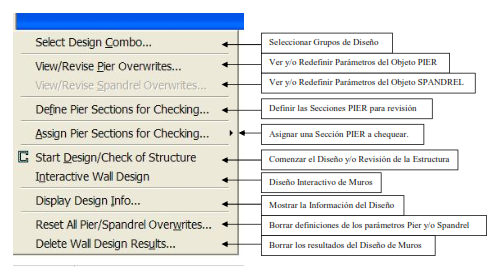 Select Design Combo...
Seleccionar Grupos de Diseño
View/Revise Pier Overwrites...
Ver y/o Redefinir Parámetros del Objeto PIER
View/Revise Spandrel Overwrites...
Ver y/o Redefinir Parámetros del Objeto SPANDREL
Define Pier Sections for Checking...
Definir las Secciones PIER para revisión
Assign Pier Sections for Checking...
Asignar una Sección PIER a chequear.
Start Design/Check of Structure
Comenzar el Diseño y/o Revisión de la Estructura
Interactive Wall Design
Diseño Interactivo de Muros
Display Design Info...
Mostrar la Información del Diseño
Reset All Pier/Spandrel Overwrites...
Borrar definiciones de los parámetros Pier y/o Spandrel
Delete Wall Design Results...
Borrar los resultados del Diseño de Muros